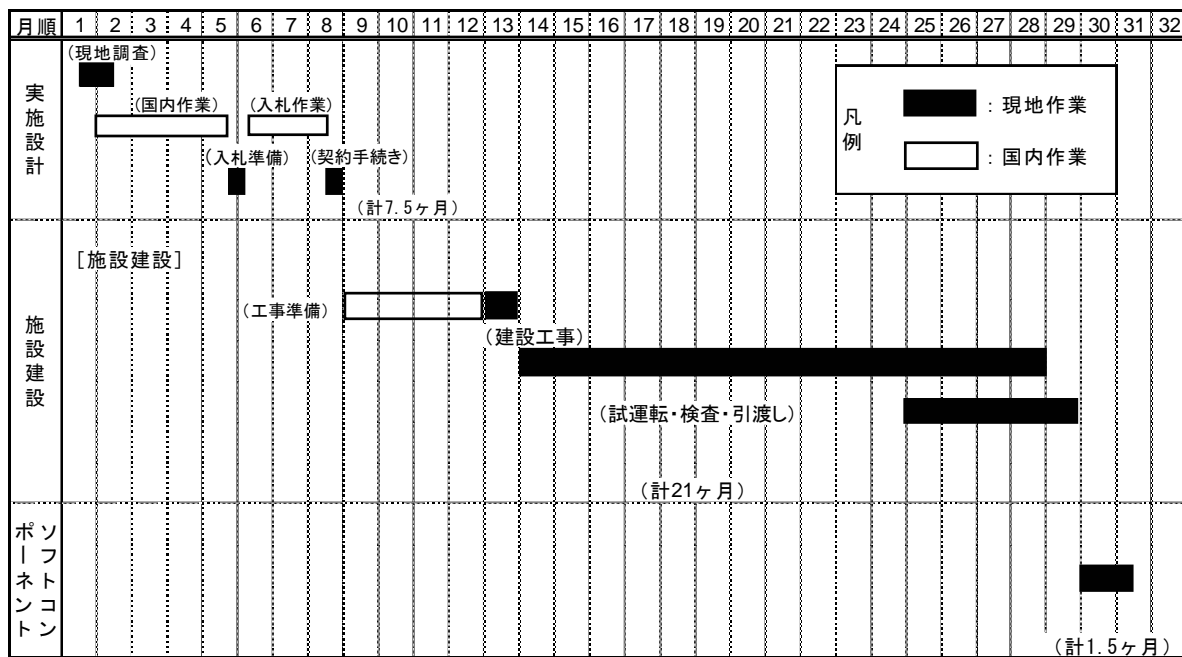 月順 1 2 3 4 5 6 7 8 9 10 11 12 13 14 15 16 17 18 19 20 21 22 23 24 25 26 27 28 29 30 31 32
実施設計
(現地調査)
(国内作業) (入札作業)
(入札準備) (契約手続き)
(計7.5ヶ月)
凡例
：現地作業
：国内作業
施設建設
[施設建設]
(工事準備)
(建設工事)
(試運転・検査・引渡し)
(計21ヶ月)
ソフトコン
ポーネント
(計1.5ヶ月)